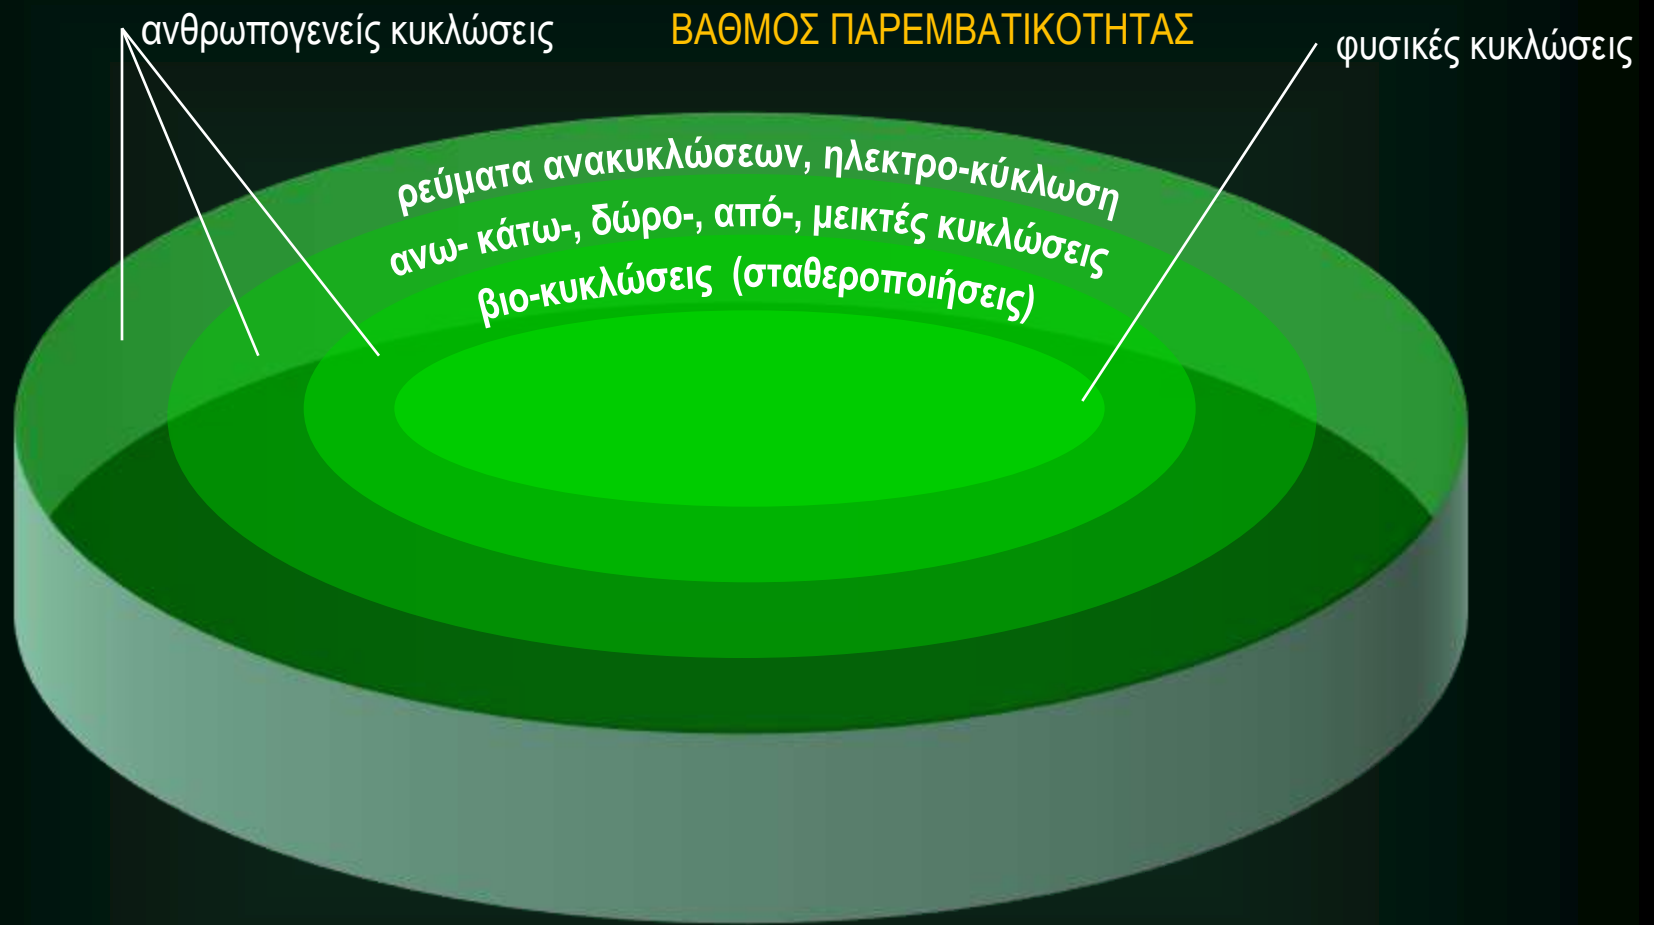 ανθρωπογενείς κυκλώσεις
ΒΑΘΜΟΣ ΠΑΡΕΜΒΑΤΙΚΟΤΗΤΑΣ
φυσικές κυκλώσεις
ρεύματα ανακυκλώσεων, ηλεκτρο-κύκλωση
ανω- κάτω-, δώρο-, από-, μεικτές κυκλώσεις
βιο-κυκλώσεις (σταθεροποιήσεις)